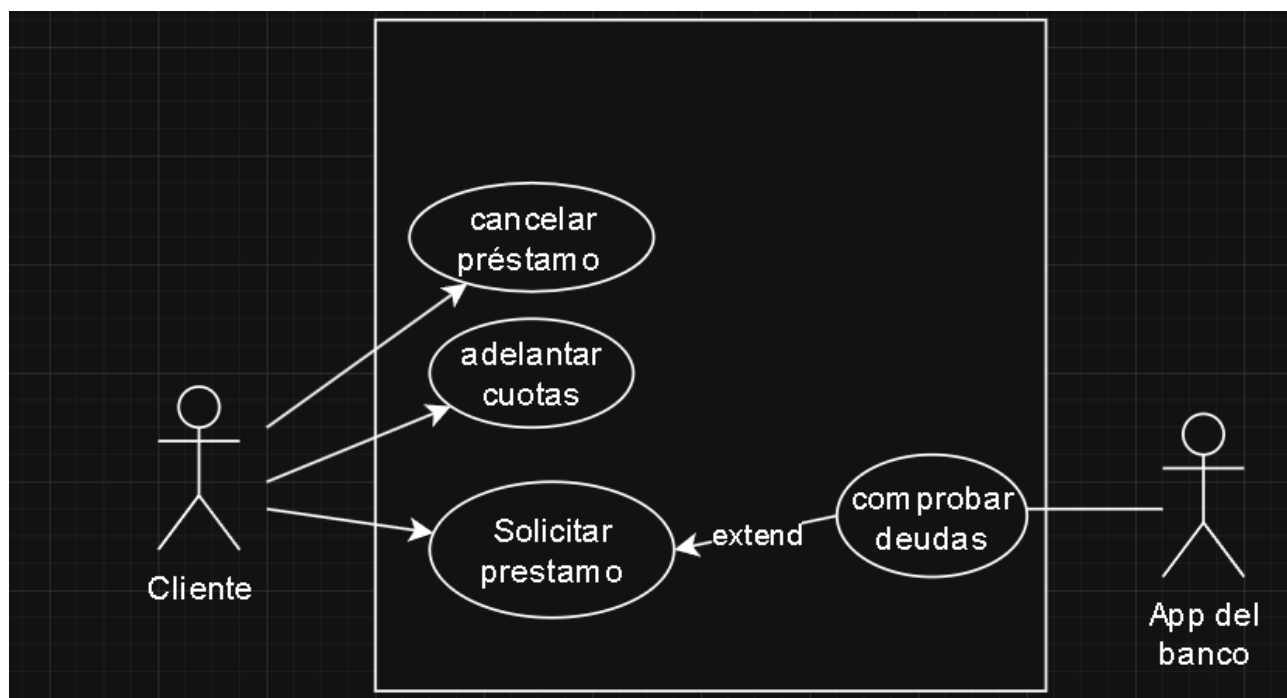 cancelar
préstamo
adelantar
cuotas
Solicitar
prestamo
extend
comprobar
deudas
Cliente
App del
banco